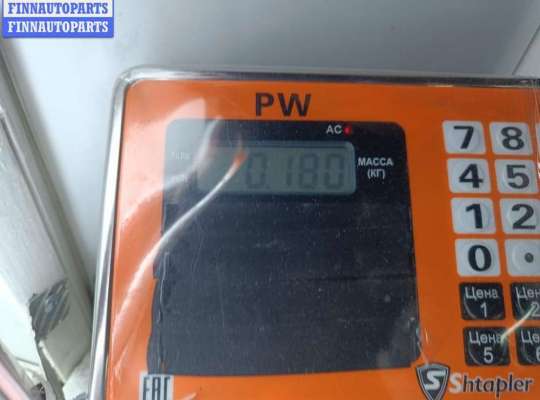 FINNAUTOPARTS
FINNAUTOPARTS
PW
AC
0.180
МАССА
(КГ)
7 8
4 5
1 2
0 .
Цена
1
Цена
5
EAC
Shtapler